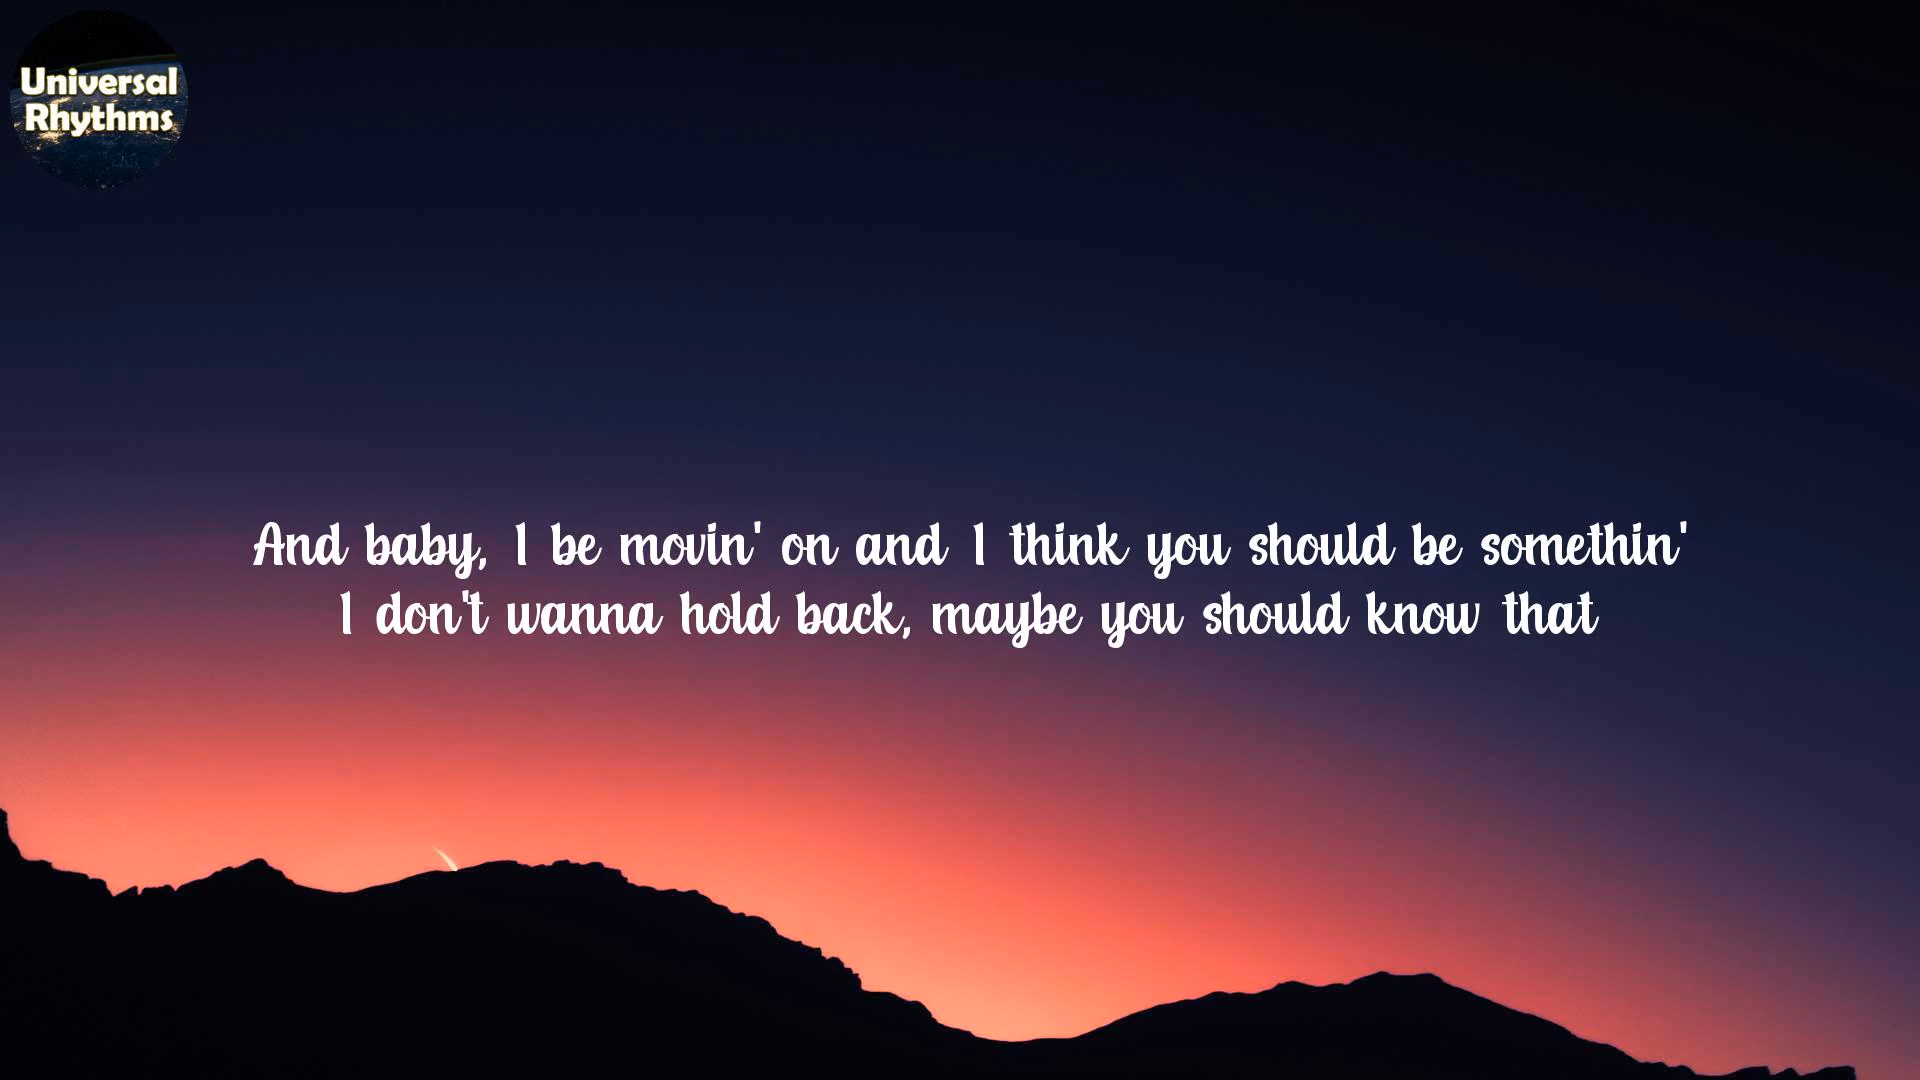 Universal
Rhythms
And baby, I be movin' on and I think you should be somethin'
I don't wanna hold back, maybe you should know that